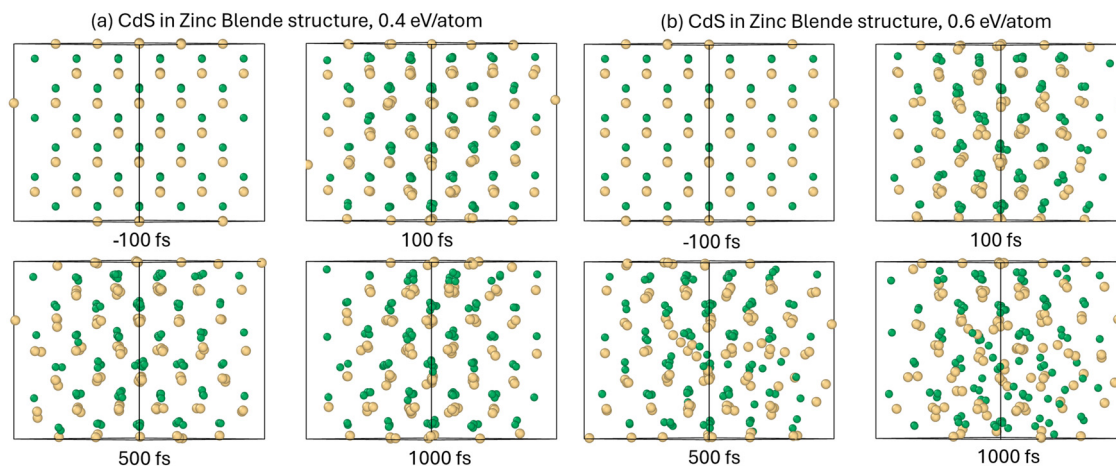 (a) CdS in Zinc Blende structure, 0.4 eV/atom
(b) CdS in Zinc Blende structure, 0.6 eV/atom
-100 fs
100 fs
-100 fs
100 fs
500 fs
1000 fs
500 fs
1000 fs